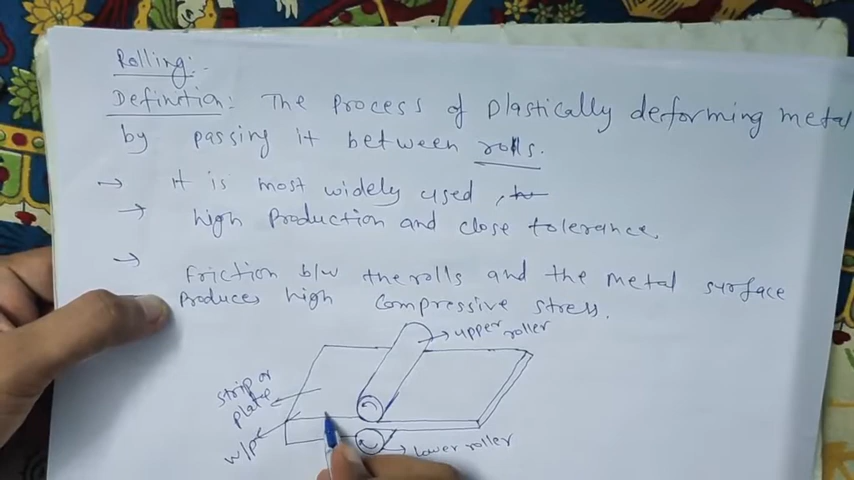 Rolling:-
Definition: The process of plastically deforming metal
by passing it between rolls.
→ It is most widely used,
→ high production and close tolerance.
→ Friction b/w the rolls and the metal surface
produces high compressive stress.
upper roller
strip or
plate
w/p
lower roller